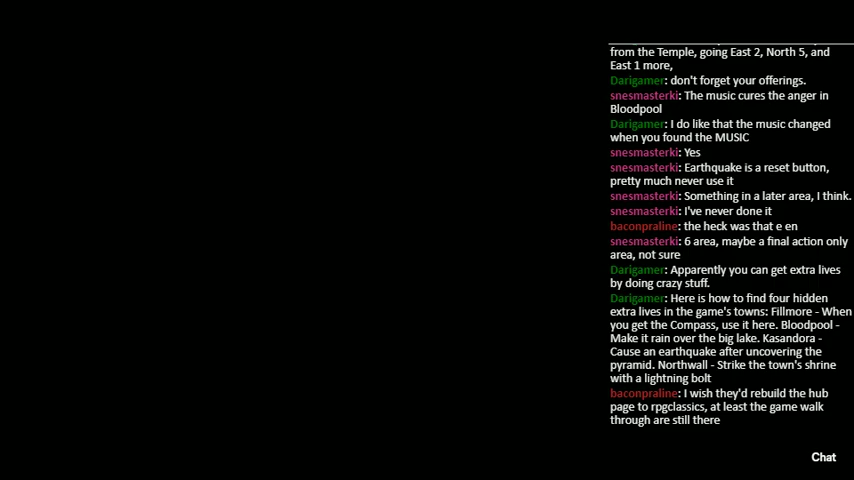 from the Temple, going East 2, North 5, and
East 1 more,
Darigamer: don't forget your offerings.
snesmasterki: The music cures the anger in
Bloodpool
Darigamer: I do like that the music changed
when you found the MUSIC
snesmasterki: Yes
snesmasterki: Earthquake is a reset button,
pretty much never use it
snesmasterki: Something in a later area, I think.
snesmasterki: I've never done it
baconpraline: the heck was that e en
snesmasterki: 6 area, maybe a final action only
area, not sure
Darigamer: Apparently you can get extra lives
by doing crazy stuff.
Darigamer: Here is how to find four hidden
extra lives in the game's towns: Fillmore - When
you get the Compass, use it here. Bloodpool -
Make it rain over the big lake. Kasandora -
Cause an earthquake after uncovering the
pyramid. Northwall - Strike the town's shrine
with a lightning bolt
baconpraline: I wish they'd rebuild the hub
page to rpgclassics, at least the game walk
through are still there
Chat